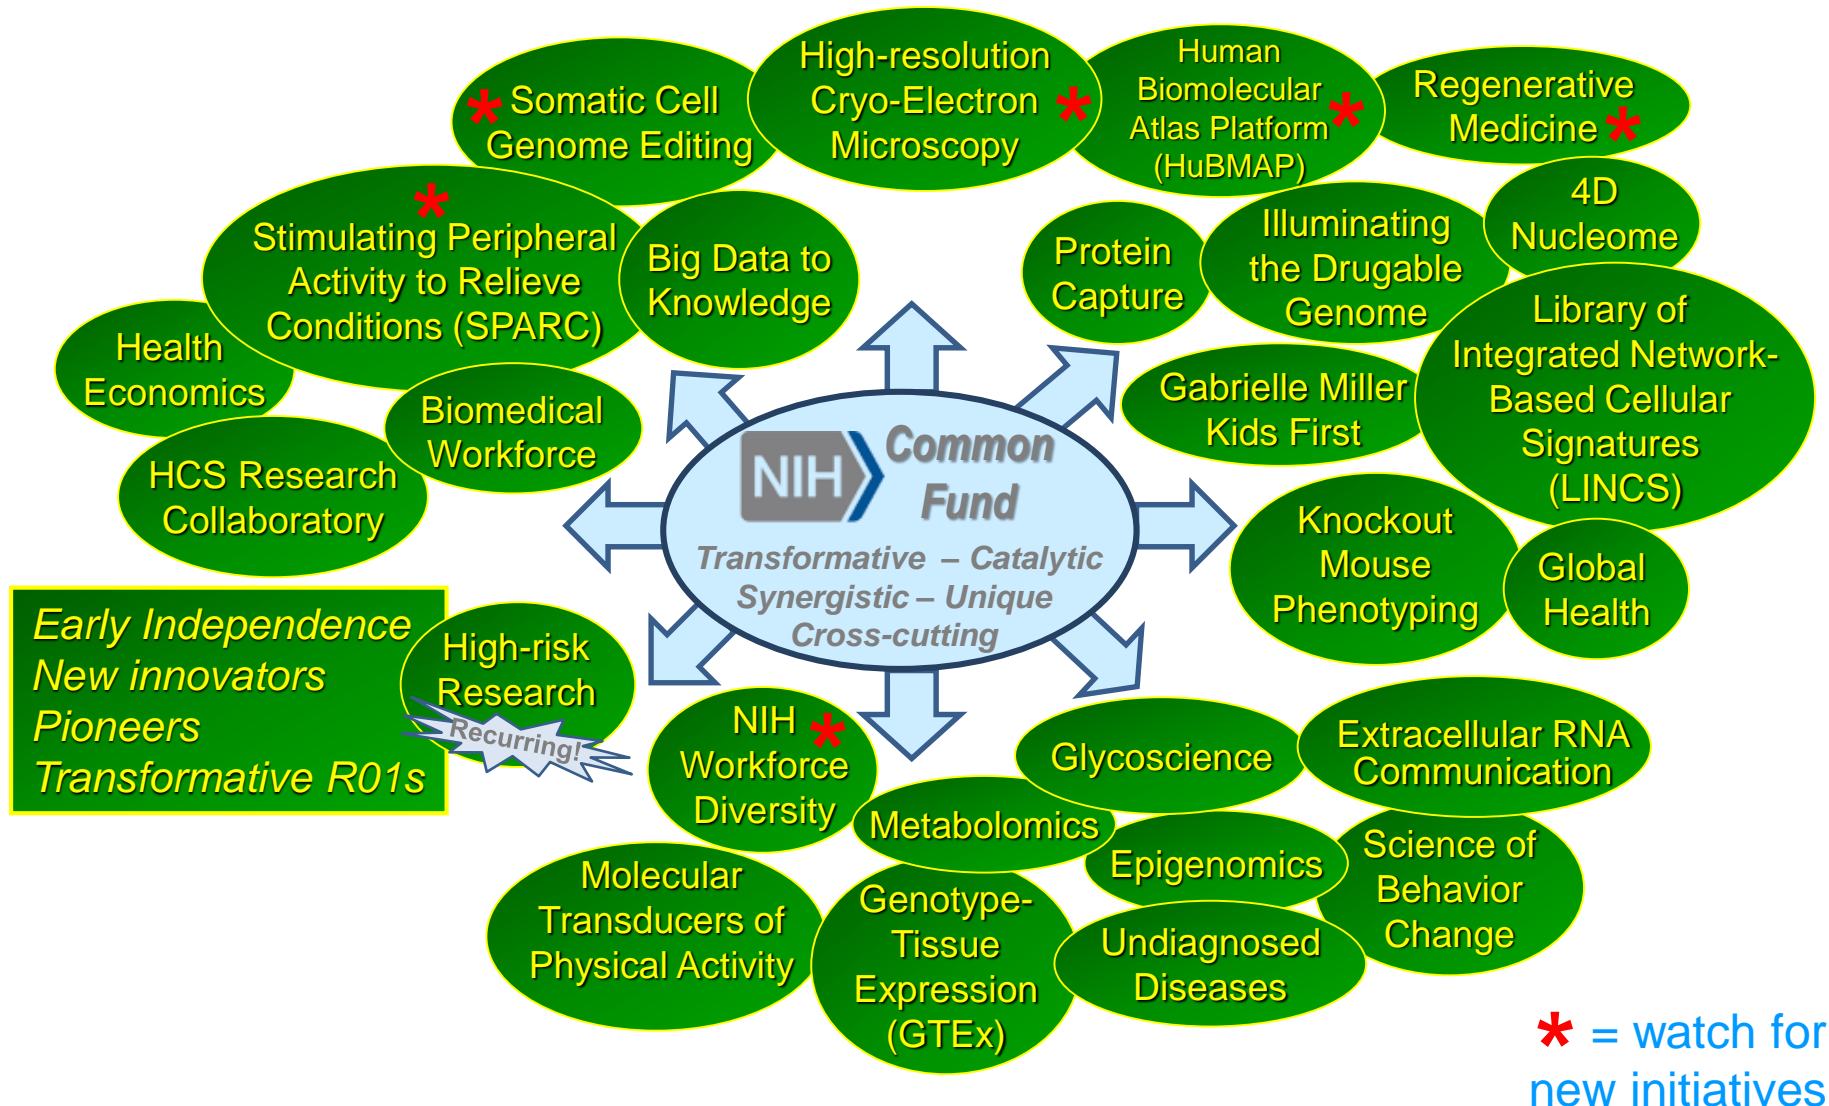 High-resolution
Cryo-Electron
Microscopy
*
Human
Biomolecular
Atlas Platform
(HuBMAP)
*
Regenerative
Medicine
*
*
Somatic Cell
Genome Editing
4D
Nucleome
*
Stimulating Peripheral
Activity to Relieve
Conditions (SPARC)
Big Data to
Knowledge
Protein
Capture
Illuminating
the Drugable
Genome
Library of
Integrated Network-
Based Cellular
Signatures
(LINCS)
Health
Economics
Biomedical
Workforce
Gabrielle Miller
Kids First
HCS Research
Collaboratory
NIH
Common
Fund
Transformative – Catalytic
Synergistic – Unique
Cross-cutting
Knockout
Mouse
Phenotyping
Global
Health
Early Independence
New innovators
Pioneers
Transformative R01s
High-risk
Research
Recurring!
NIH
Workforce
Diversity
*
Glycoscience
Extracellular RNA
Communication
Metabolomics
Epigenomics
Science of
Behavior
Change
Molecular
Transducers of
Physical Activity
Genotype-
Tissue
Expression
(GTEx)
Undiagnosed
Diseases
* = watch for
new initiatives